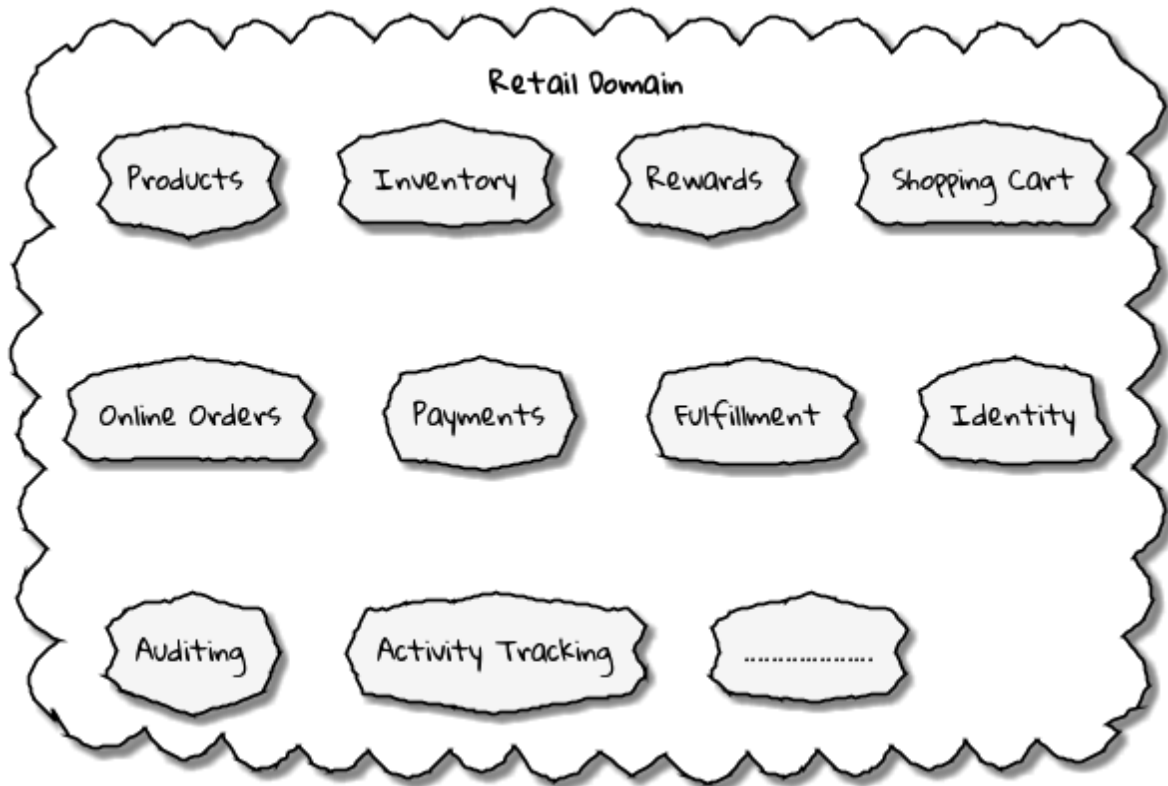 Retail Domain
Products
Inventory
Rewards
Shopping Cart
Online Orders
Payments
Fulfillment
Identity
Auditing
Activity Tracking
...................